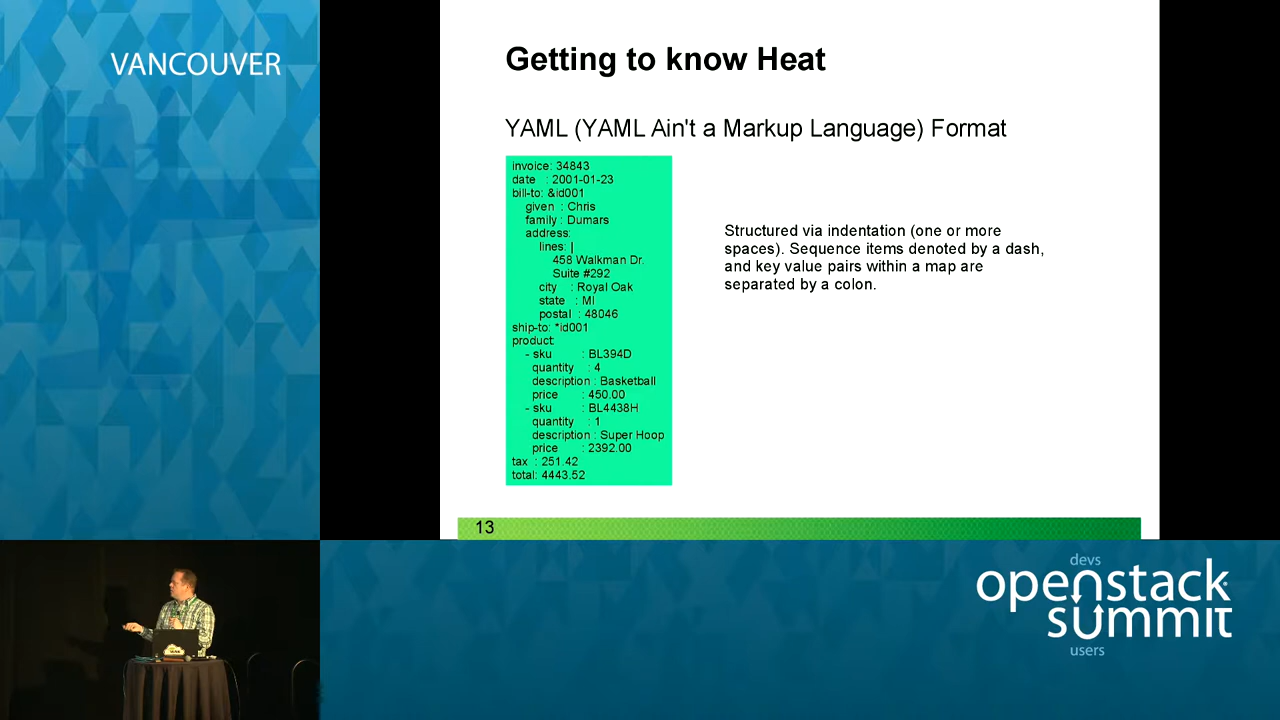 VANCOUVER
Getting to know Heat
YAML (YAML Ain't a Markup Language) Format
invoice: 34843
date : 2001-01-23
bill-to: &id001
given : Chris
family : Dumars
address:
lines: |
458 Walkman Dr.
Suite #292
city : Royal Oak
state : MI
postal : 48046
ship-to: *id001
product:
- sku : BL394D
quantity : 4
description : Basketball
price : 450.00
- sku : BL4438H
quantity : 1
description : Super Hoop
price : 2392.00
tax : 251.42
total: 4443.52
Structured via indentation (one or more
spaces). Sequence items denoted by a dash,
and key value pairs within a map are
separated by a colon.
13
devs
openstack
summit
users